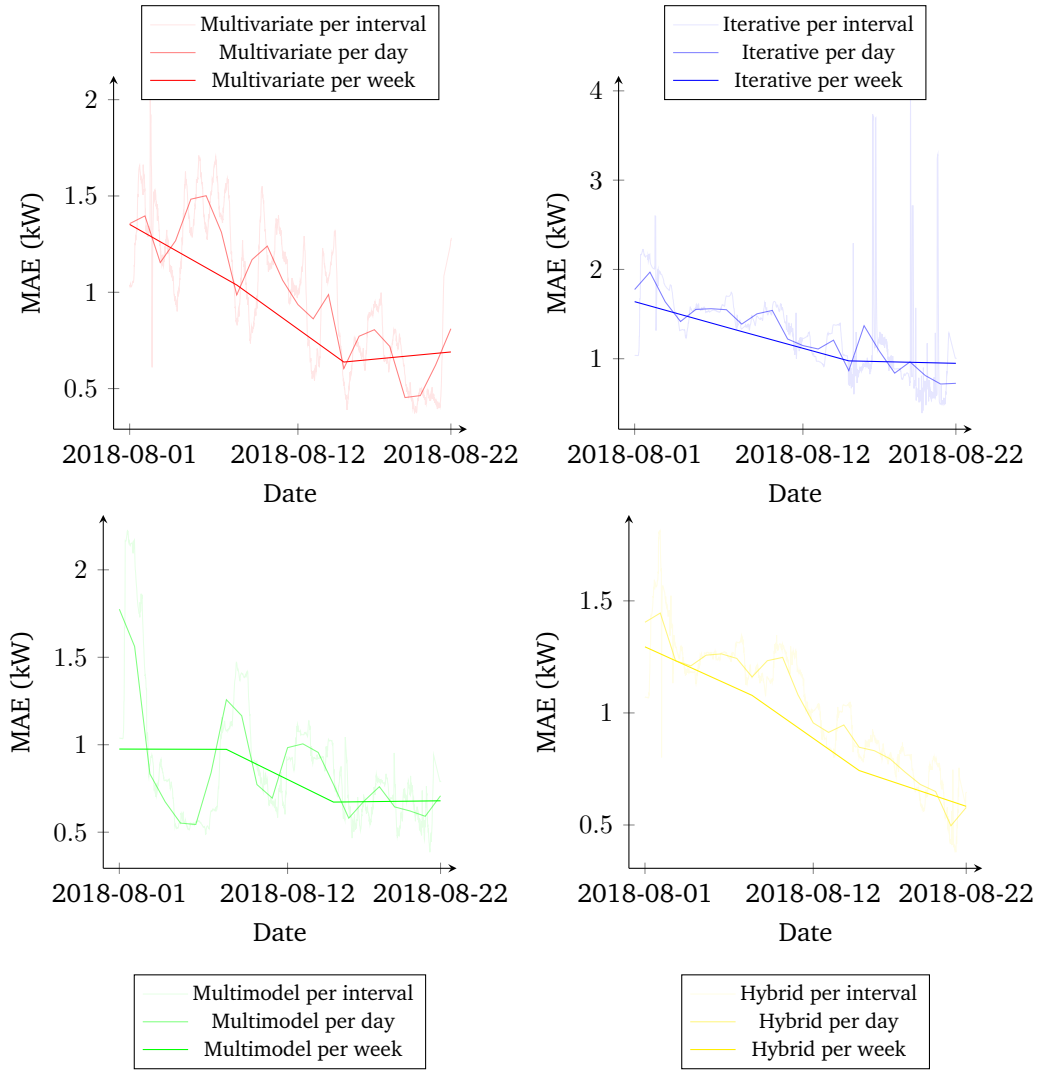 Multivariate per interval
Multivariate per day
Multivariate per week
2
1.5
1
0.5
MAE (kW)
2018-08-01 2018-08-12 2018-08-22
Date
Iterative per interval
Iterative per day
Iterative per week
4
3
2
1
MAE (kW)
2018-08-01 2018-08-12 2018-08-22
Date
2
1.5
1
0.5
MAE (kW)
2018-08-01 2018-08-12 2018-08-22
Date
Multimodel per interval
Multimodel per day
Multimodel per week
1.5
1
0.5
MAE (kW)
2018-08-01 2018-08-12 2018-08-22
Date
Hybrid per interval
Hybrid per day
Hybrid per week